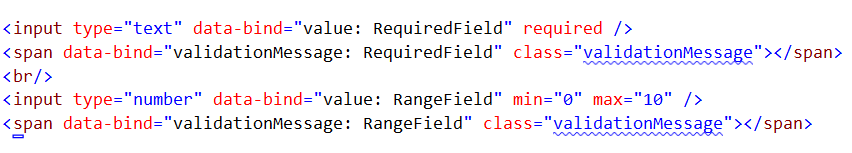 <input type="text" data-bind="value: RequiredField" required />
<span data-bind="validationMessage: RequiredField" class="validationMessage"></span>
<br/>
<input type="number" data-bind="value: RangeField" min="0" max="10" />
<span data-bind="validationMessage: RangeField" class="validationMessage"></span>